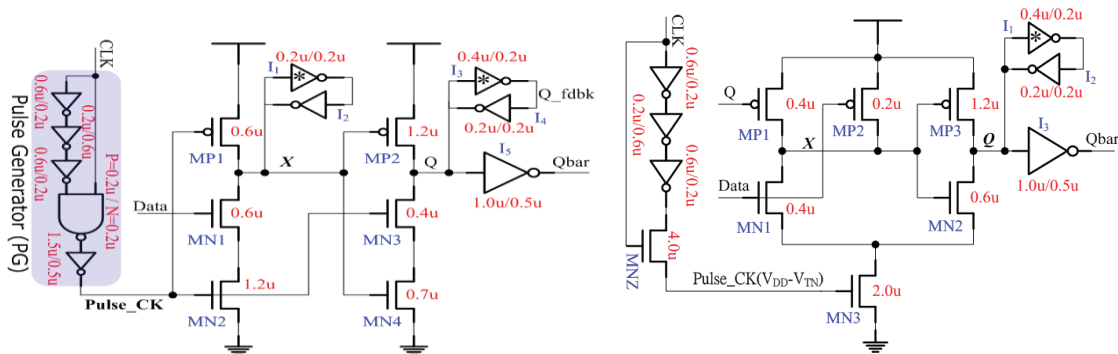 CLK
0.6u/0.2u
0.2u/0.6u
0.6u/0.2u
P=0.2u / N=0.2u
1.5u/0.5u
Pulse Generator (PG)
Pulse_CK
Data
MP1
0.6u
MN1
0.6u
MN2
1.2u
X
I1
0.2u/0.2u
*
I2
MP2
1.2u
MN3
0.4u
MN4
0.7u
Q
I3
0.4u/0.2u
*
Q_fdbk
0.2u/0.2u
I4
I5
Qbar
1.0u/0.5u
CLK
0.6u/0.2u
0.2u/0.6u
0.6u/0.2u
4.0u
MNZ
Pulse_CK(VDD-VTN)
Q
MP1
0.4u
X
Data
MN1
0.4u
MP2
0.2u
MP3
1.2u
MN2
0.6u
MN3
2.0u
Q
I1
0.4u/0.2u
*
I2
0.2u/0.2u
I3
Qbar
1.0u/0.5u